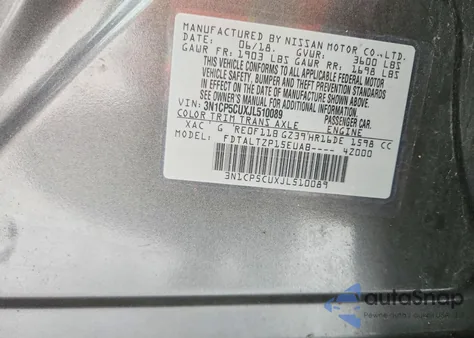 MANUFACTURED BY NISSAN MOTOR CO., LTD.
DATE: 06/18. GVWR: 3600 LBS
GAWR FR: 1903 LBS GAWR RR: 1698 LBS
THIS VEHICLE CONFORMS TO ALL APPLICABLE FEDERAL MOTOR
VEHICLE SAFETY, BUMPER AND THEFT PREVENTION STANDARDS
IN EFFECT ON THE DATE OF MANUFACTURE SHOWN ABOVE.
SEE OWNER'S MANUAL FOR ADDITIONAL INFORMATION.
VIN: 3N1CP5CUXJL510089 PASSENGER CAR
COLOR TRIM TRANS AXLE ENGINE
XAC G RE0F11B GZ39 HR16DE 1598 CC
MODEL: FDTALTZP15EUAB---- 4Z000
3N1CP5CUXJL510089
autoSnap